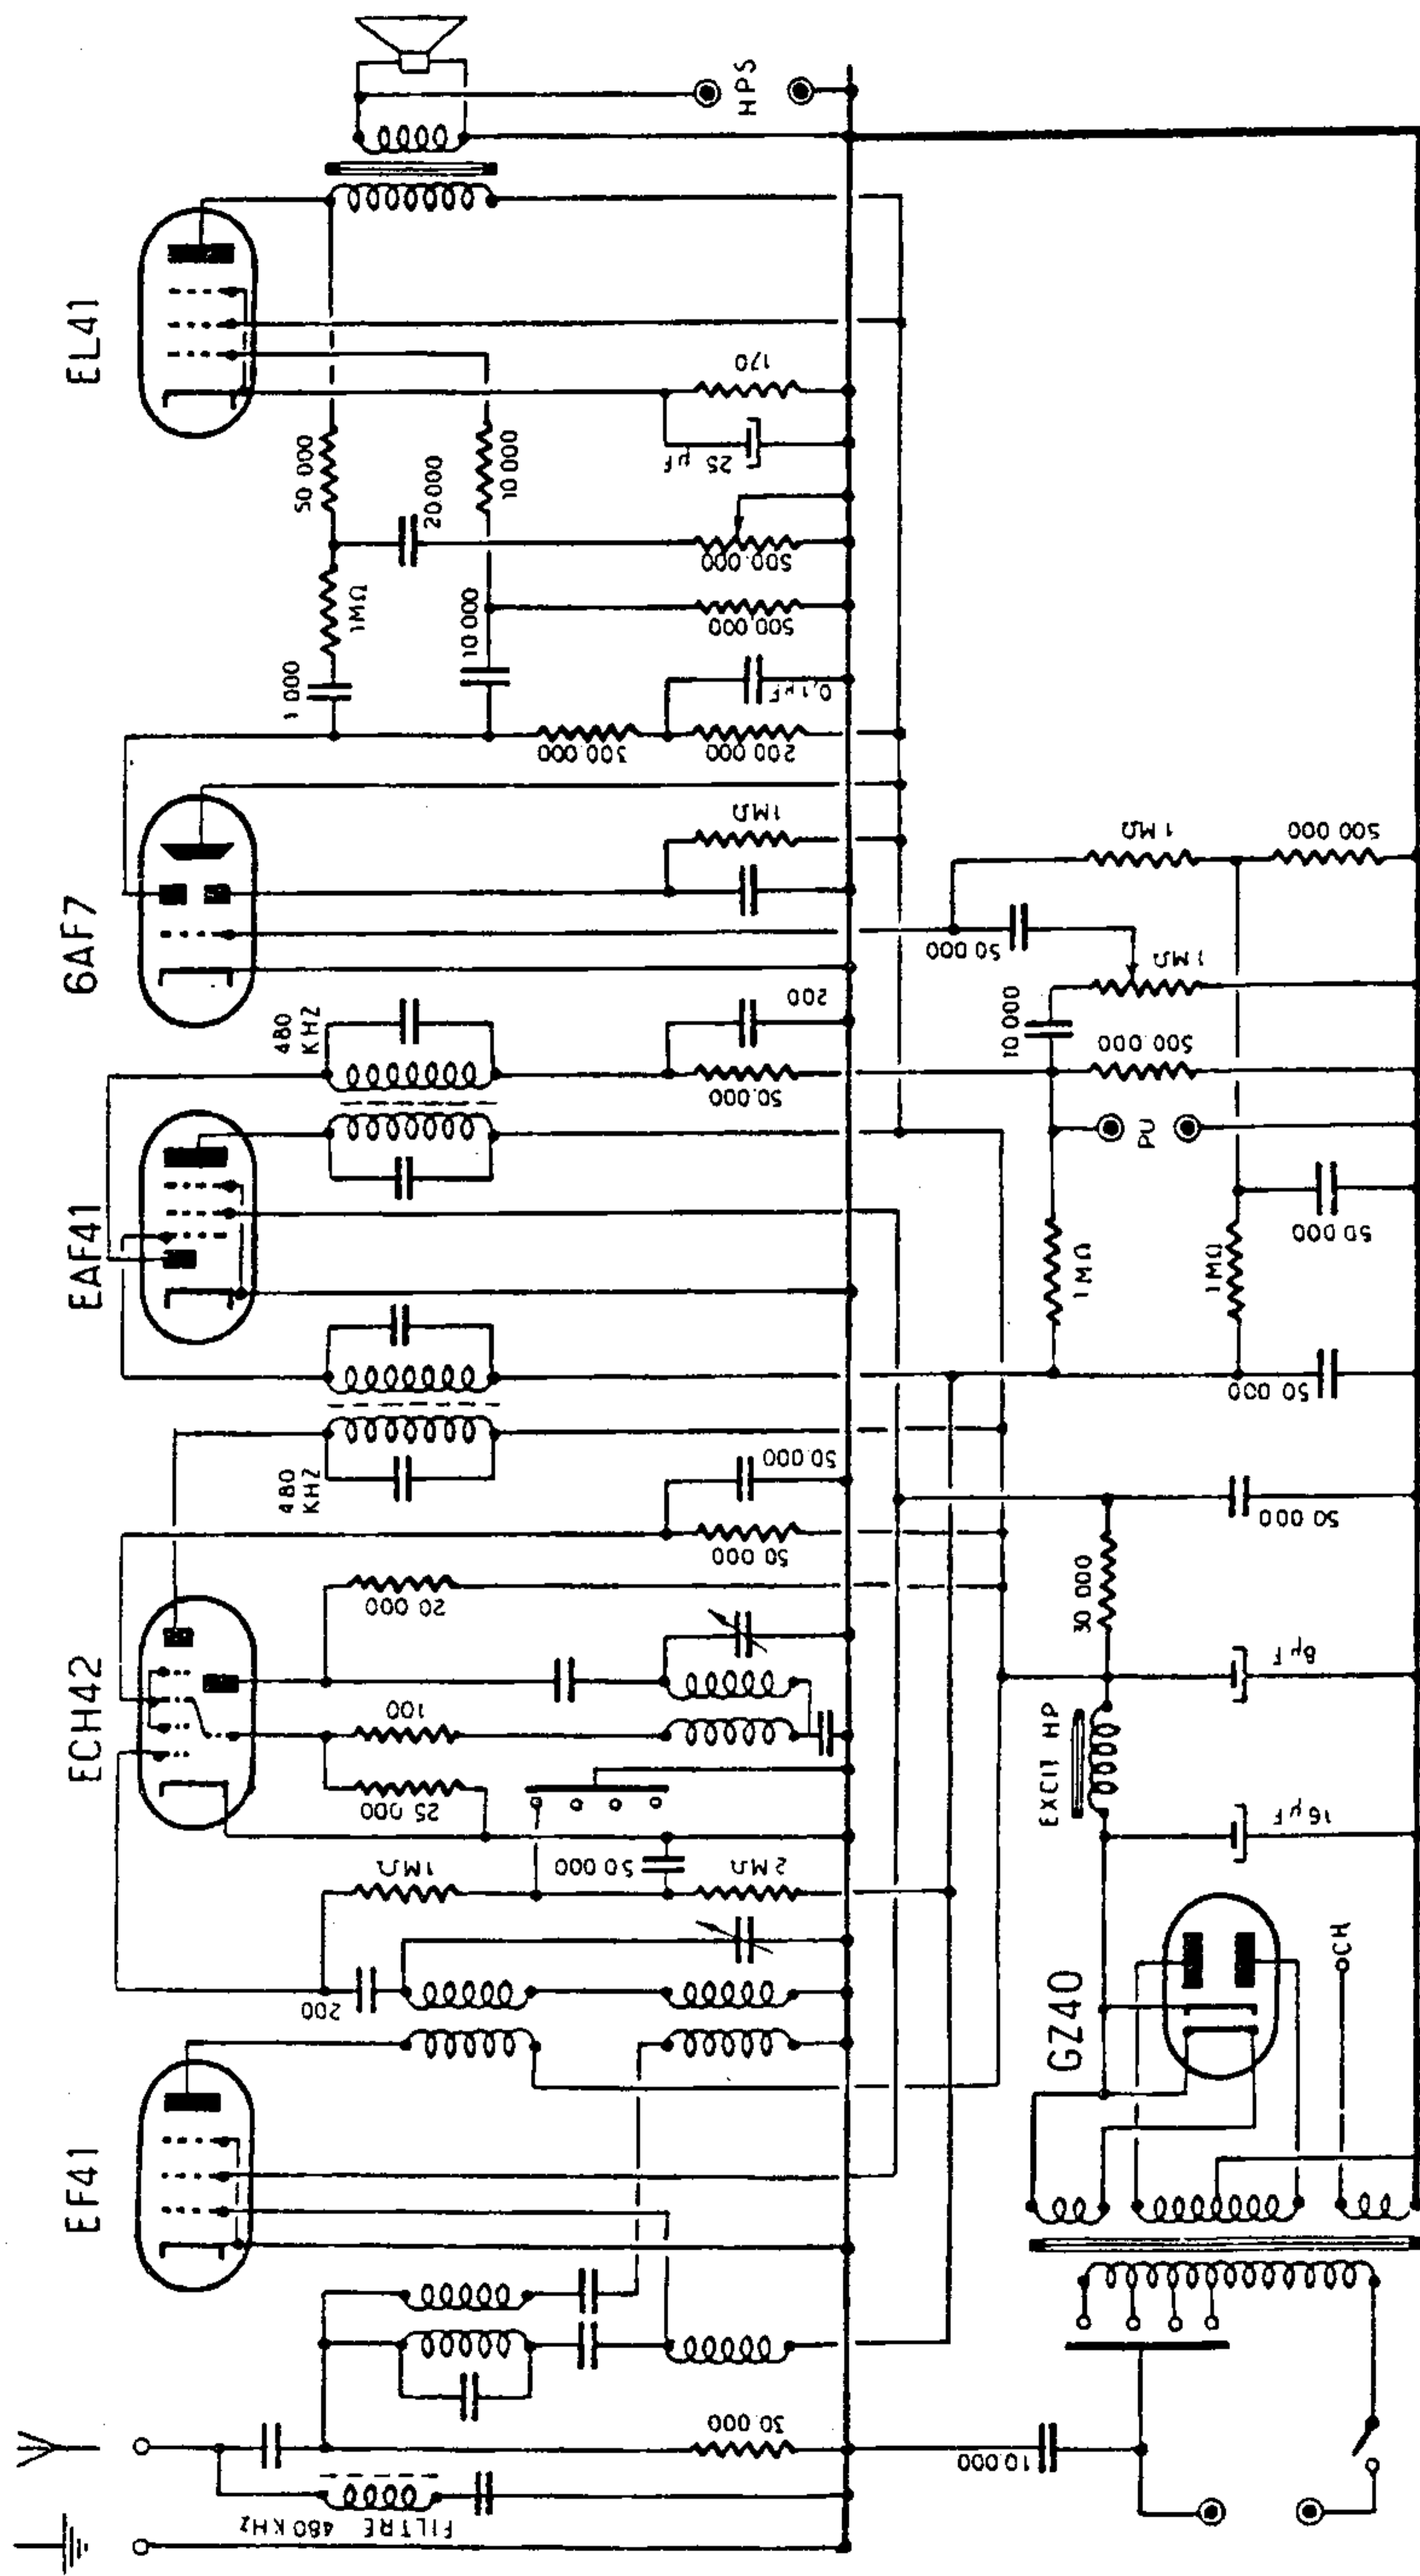 EF41
ECH42
EAF41
6AF7
EL41
FILTRE 480 KHz
30.000
200
1MΩ
50 000
2MΩ
25 000
100
20 000
50 000
50.000
480
KHZ
480
KHZ
50.000
200
1MΩ
300.000
200 000
0,1µF
1 000
1MΩ
50 000
20.000
10 000
10 000
500.000
500.000
25 µF
170
HPS
10.000
GZ40
CH
EXCIT HP
16µF
8µF
30 000
50 000
50 000
1MΩ
1MΩ
50.000
PU
500.000
10 000
1MΩ
50.000
1MΩ
500 000